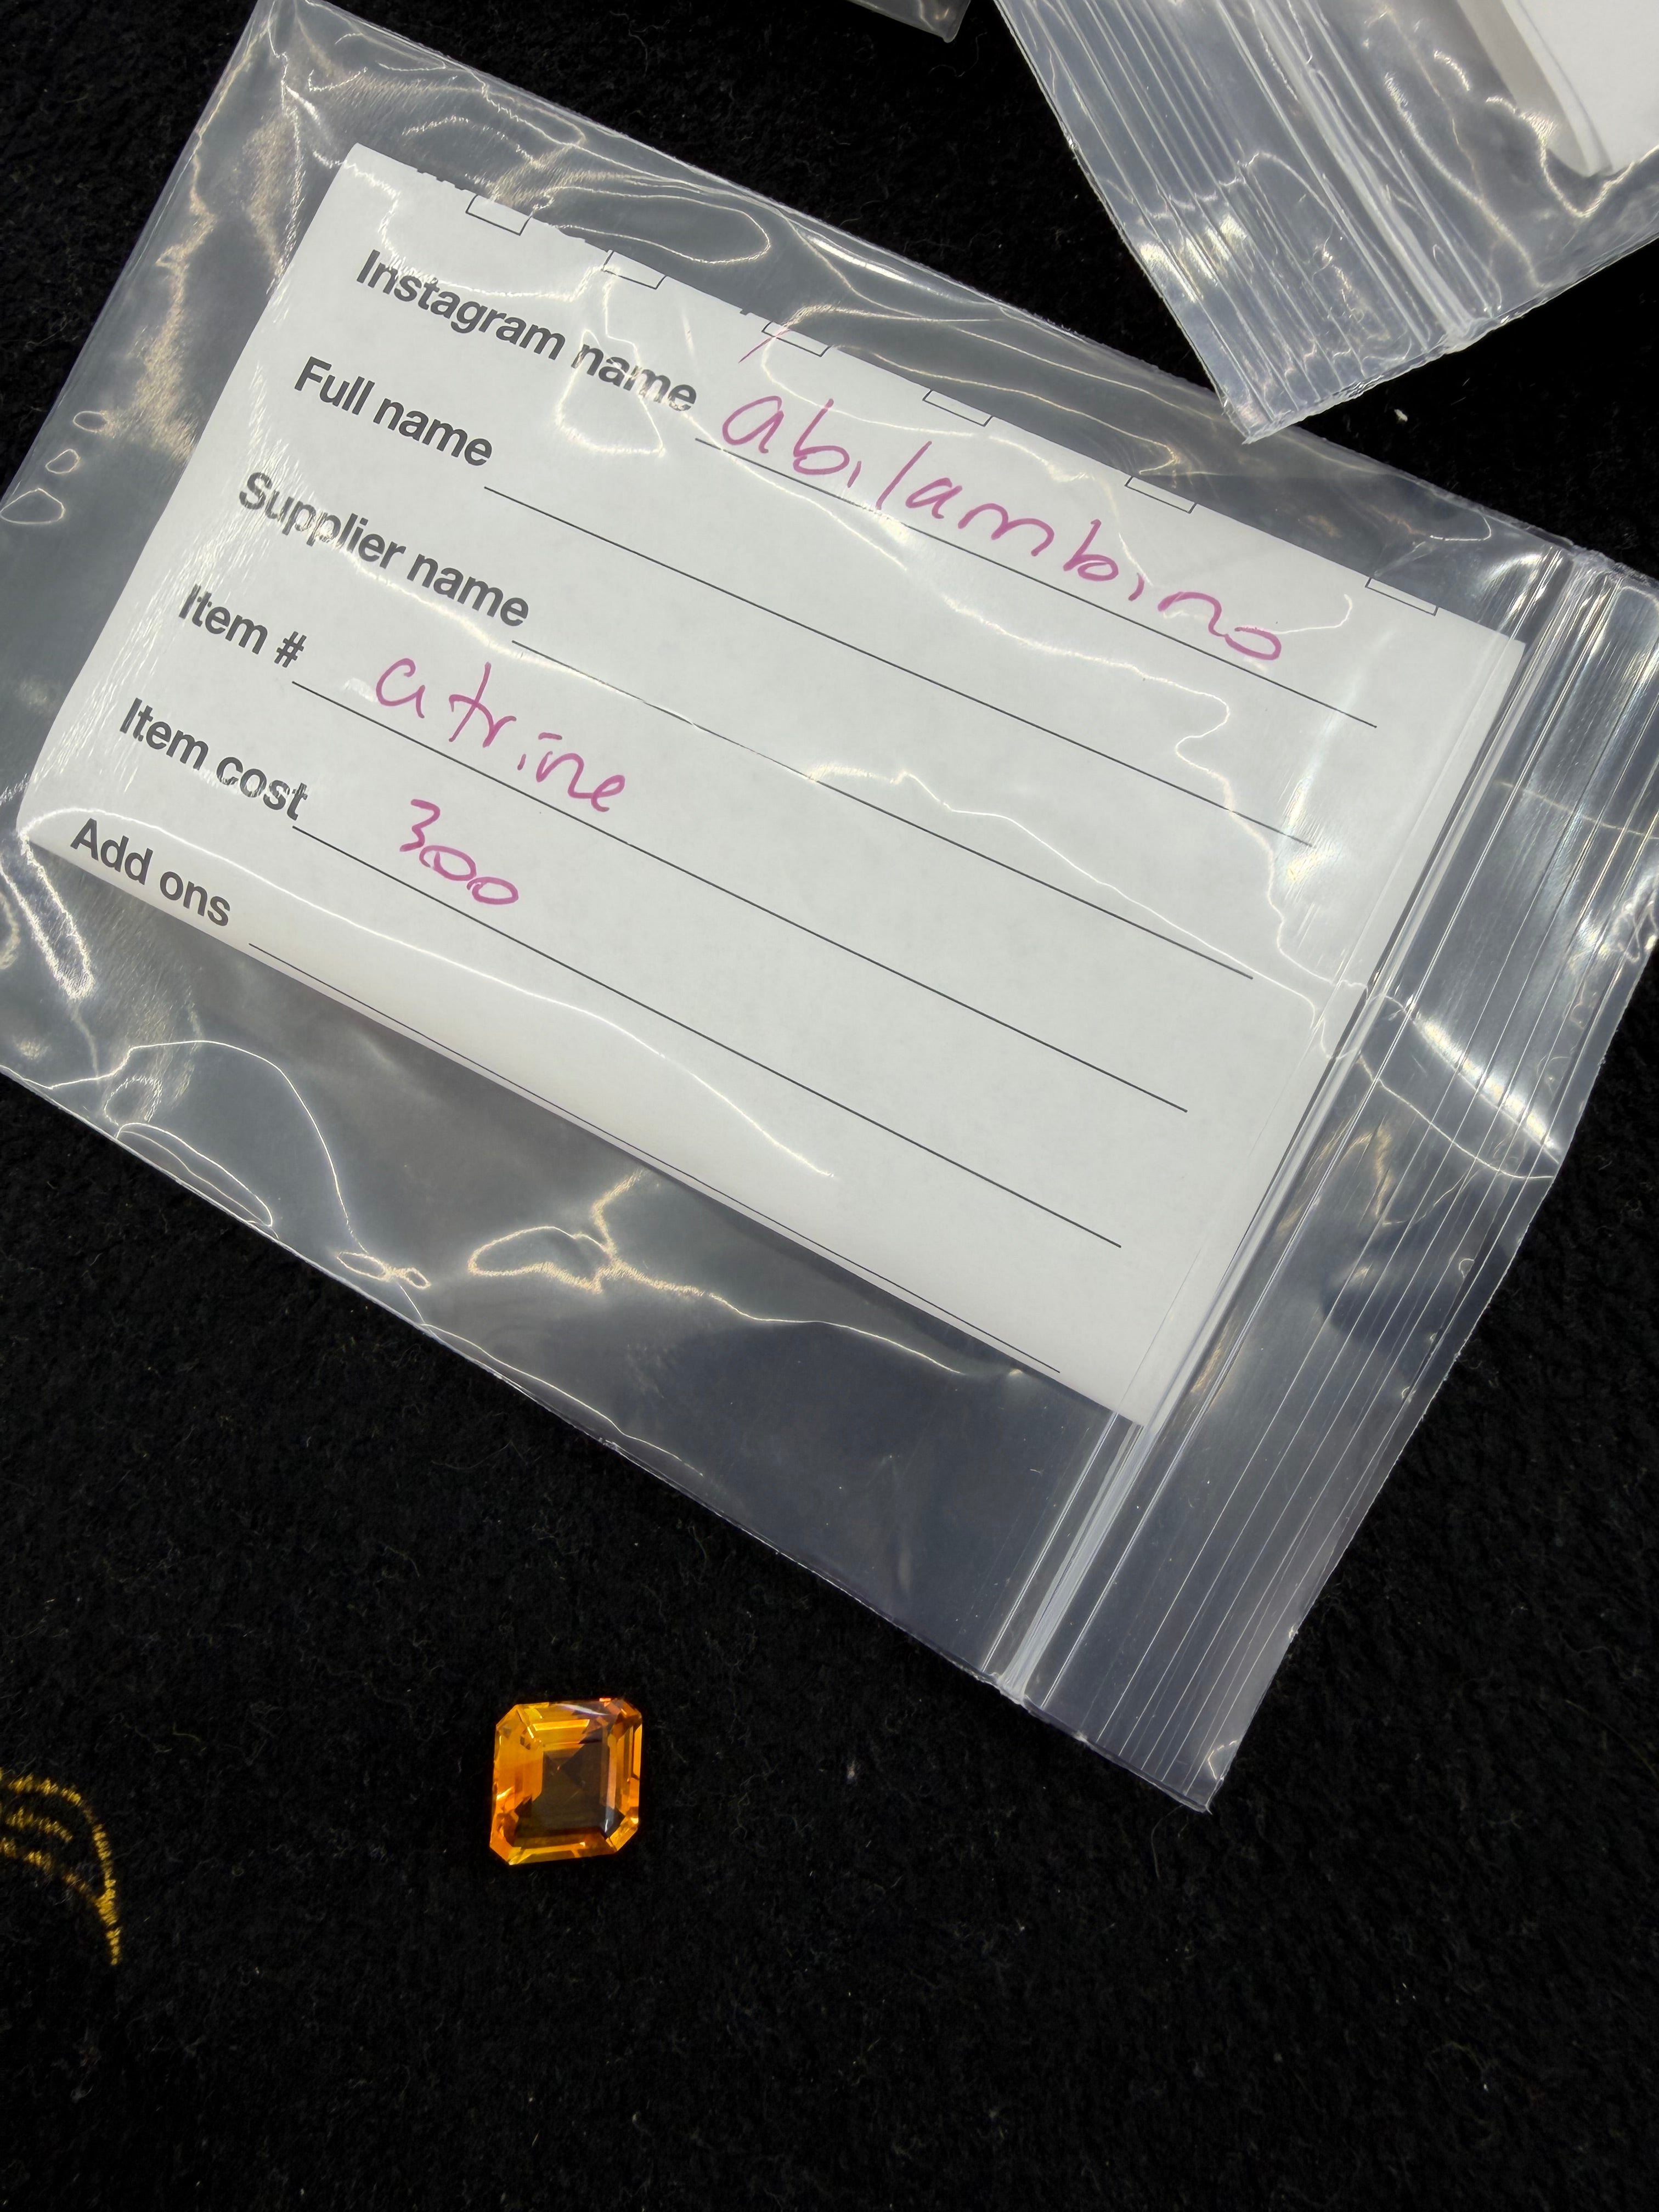 Instagram name abilambino
Full name
Supplier name
Item # citrine
Item cost 300
Add ons